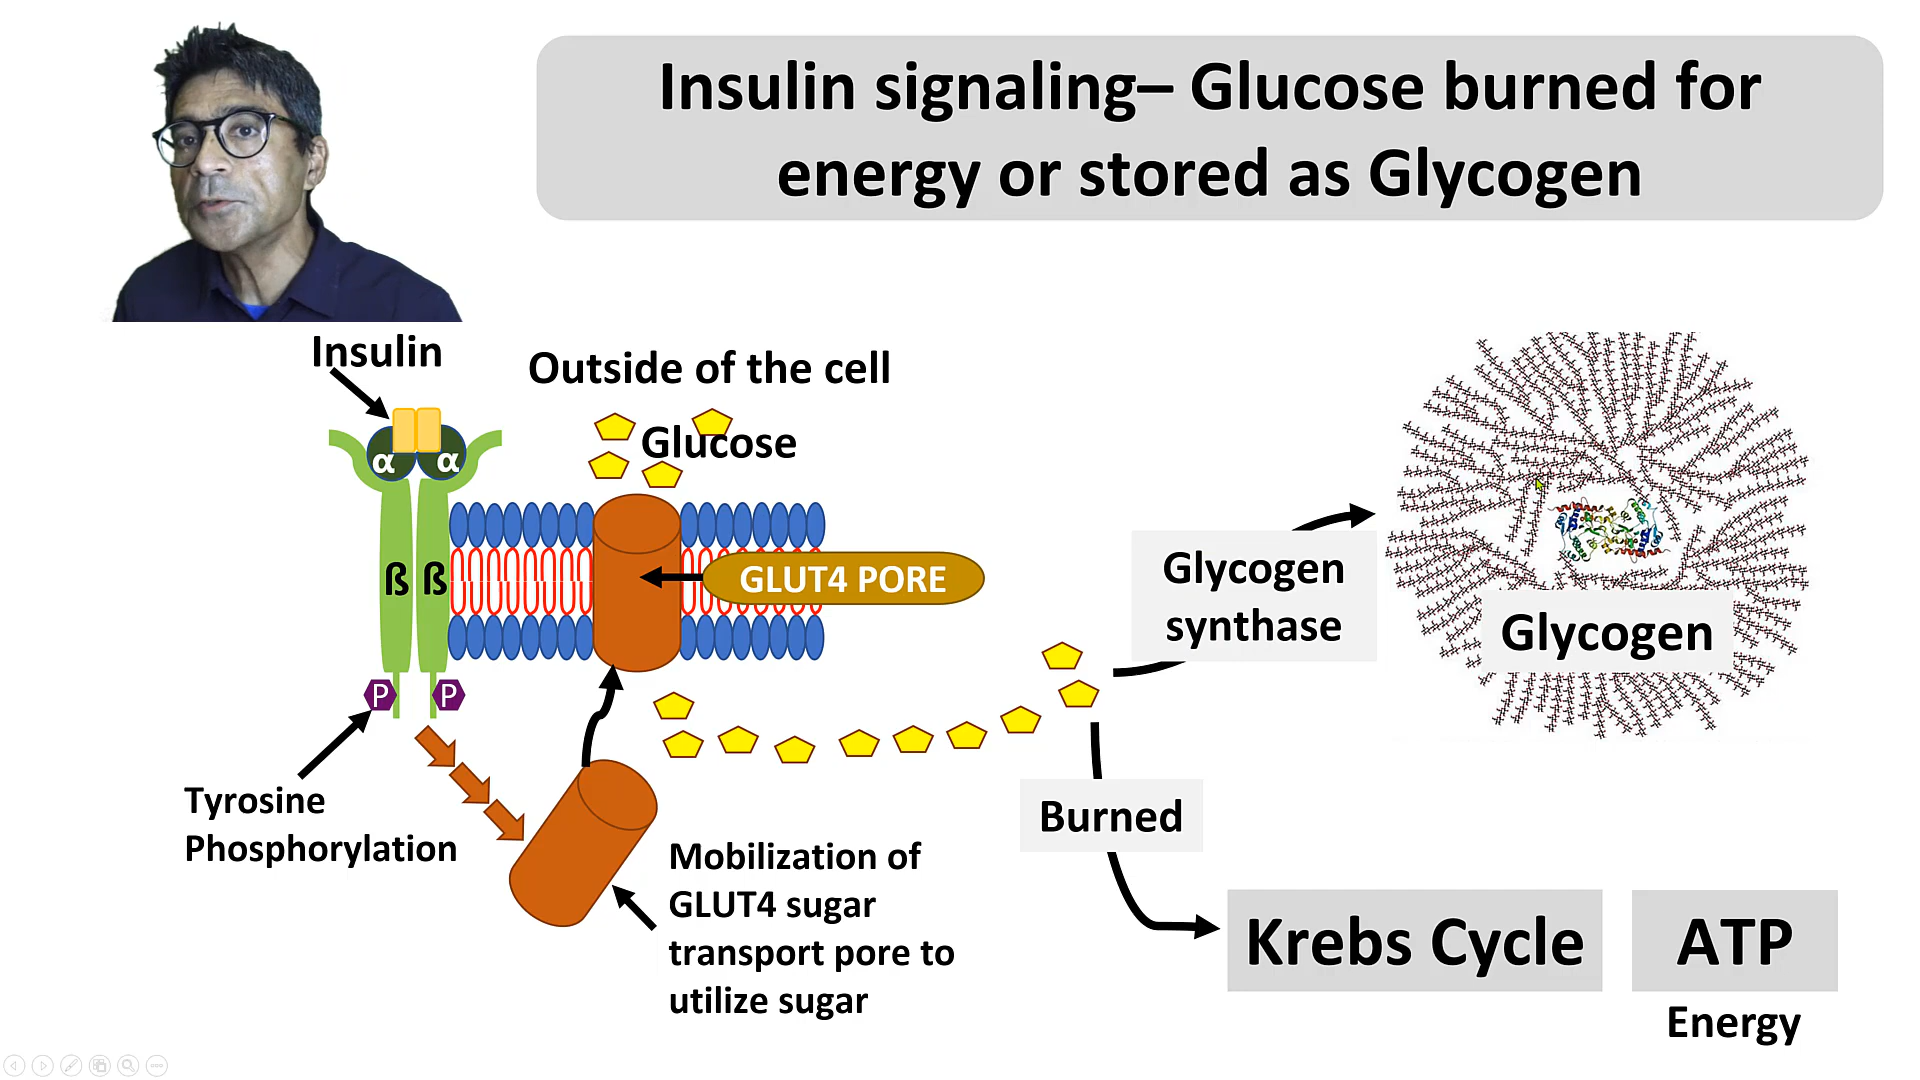 Insulin signaling– Glucose burned for
energy or stored as Glycogen
Insulin
Outside of the cell
Glucose
α α
ß ß
GLUT4 PORE
P P
Tyrosine
Phosphorylation
Mobilization of
GLUT4 sugar
transport pore to
utilize sugar
Glycogen
synthase
Glycogen
Burned
Krebs Cycle
ATP
Energy